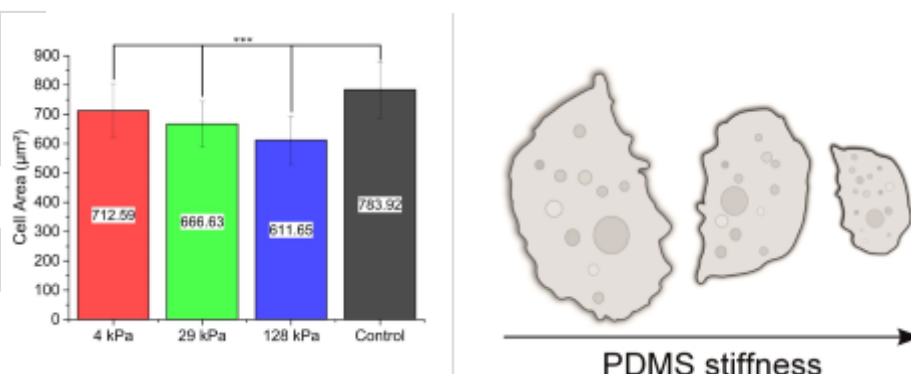 ***
900
800
700
600
500
400
300
200
100
0
Cell Area (µm²)
712.59
666.63
611.65
783.92
4 kPa
29 kPa
128 kPa
Control
PDMS stiffness